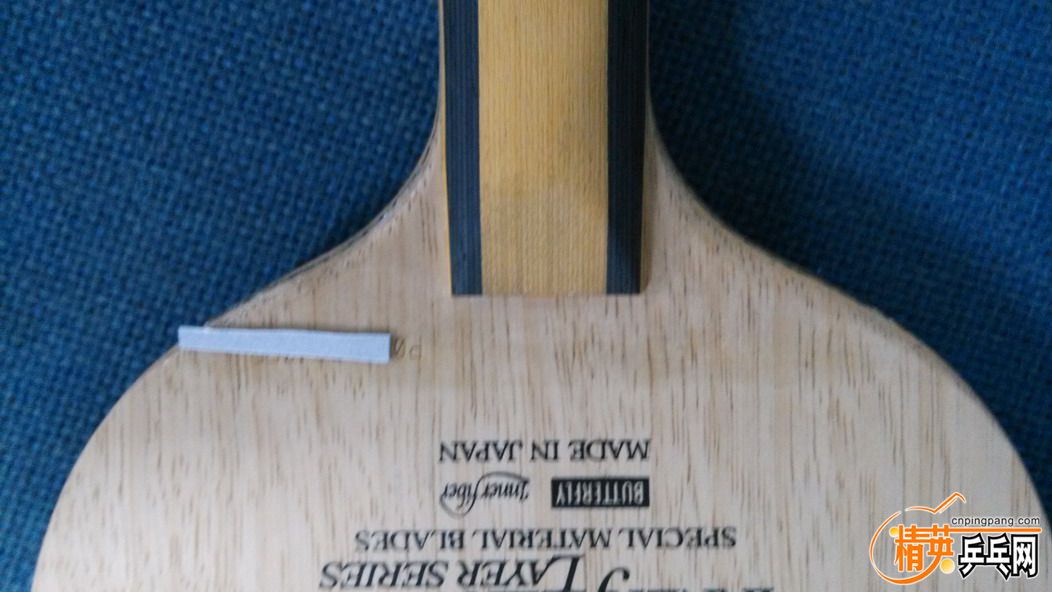 LAYER SERIES
SPECIAL MATERIAL BLADES
BUTTERFLY Innerfiber
MADE IN JAPAN
cnpingpang.com
精英乒乓网